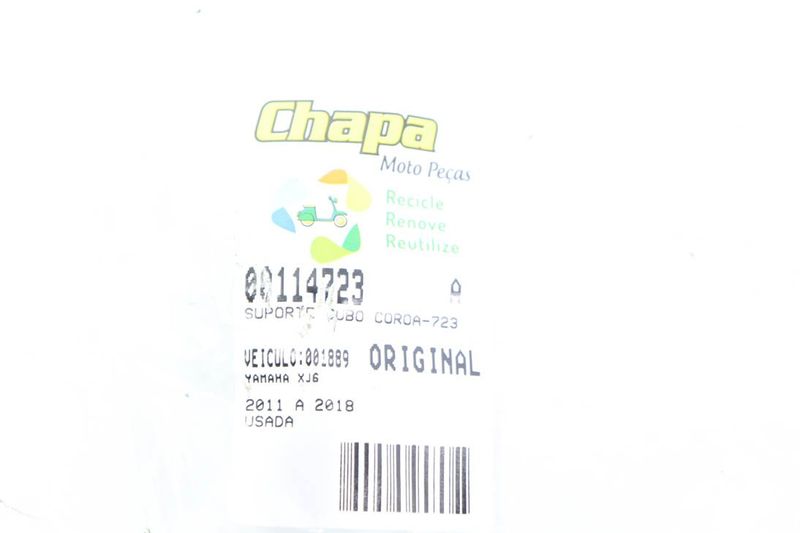 Chapa
Moto Peças
Recicle
Renove
Reutilize
00114723 A
SUPORTE CUBO COROA-723
VEICULO:001889 ORIGINAL
YAMAHA XJ6
2011 A 2018
USADA